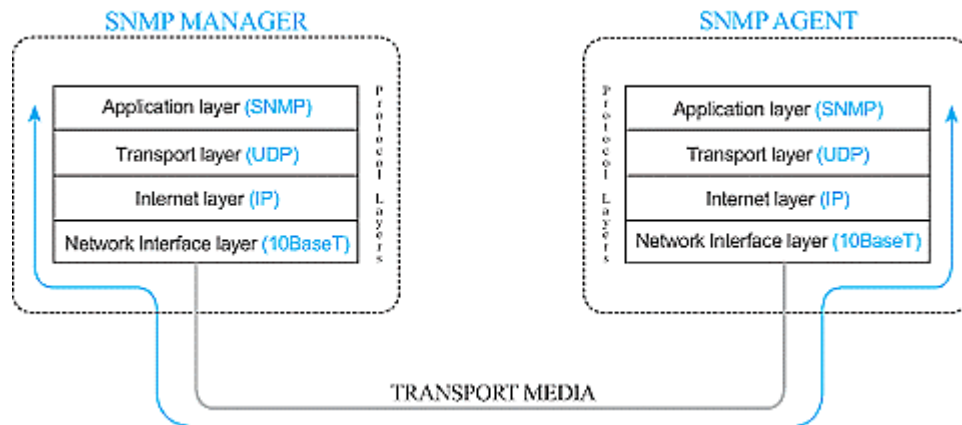 SNMP MANAGER
Application layer (SNMP)
Transport layer (UDP)
Internet layer (IP)
Network Interface layer (10BaseT)
Protocol Layers
SNMP AGENT
Protocol Layers
Application layer (SNMP)
Transport layer (UDP)
Internet layer (IP)
Network Interface layer (10BaseT)
TRANSPORT MEDIA